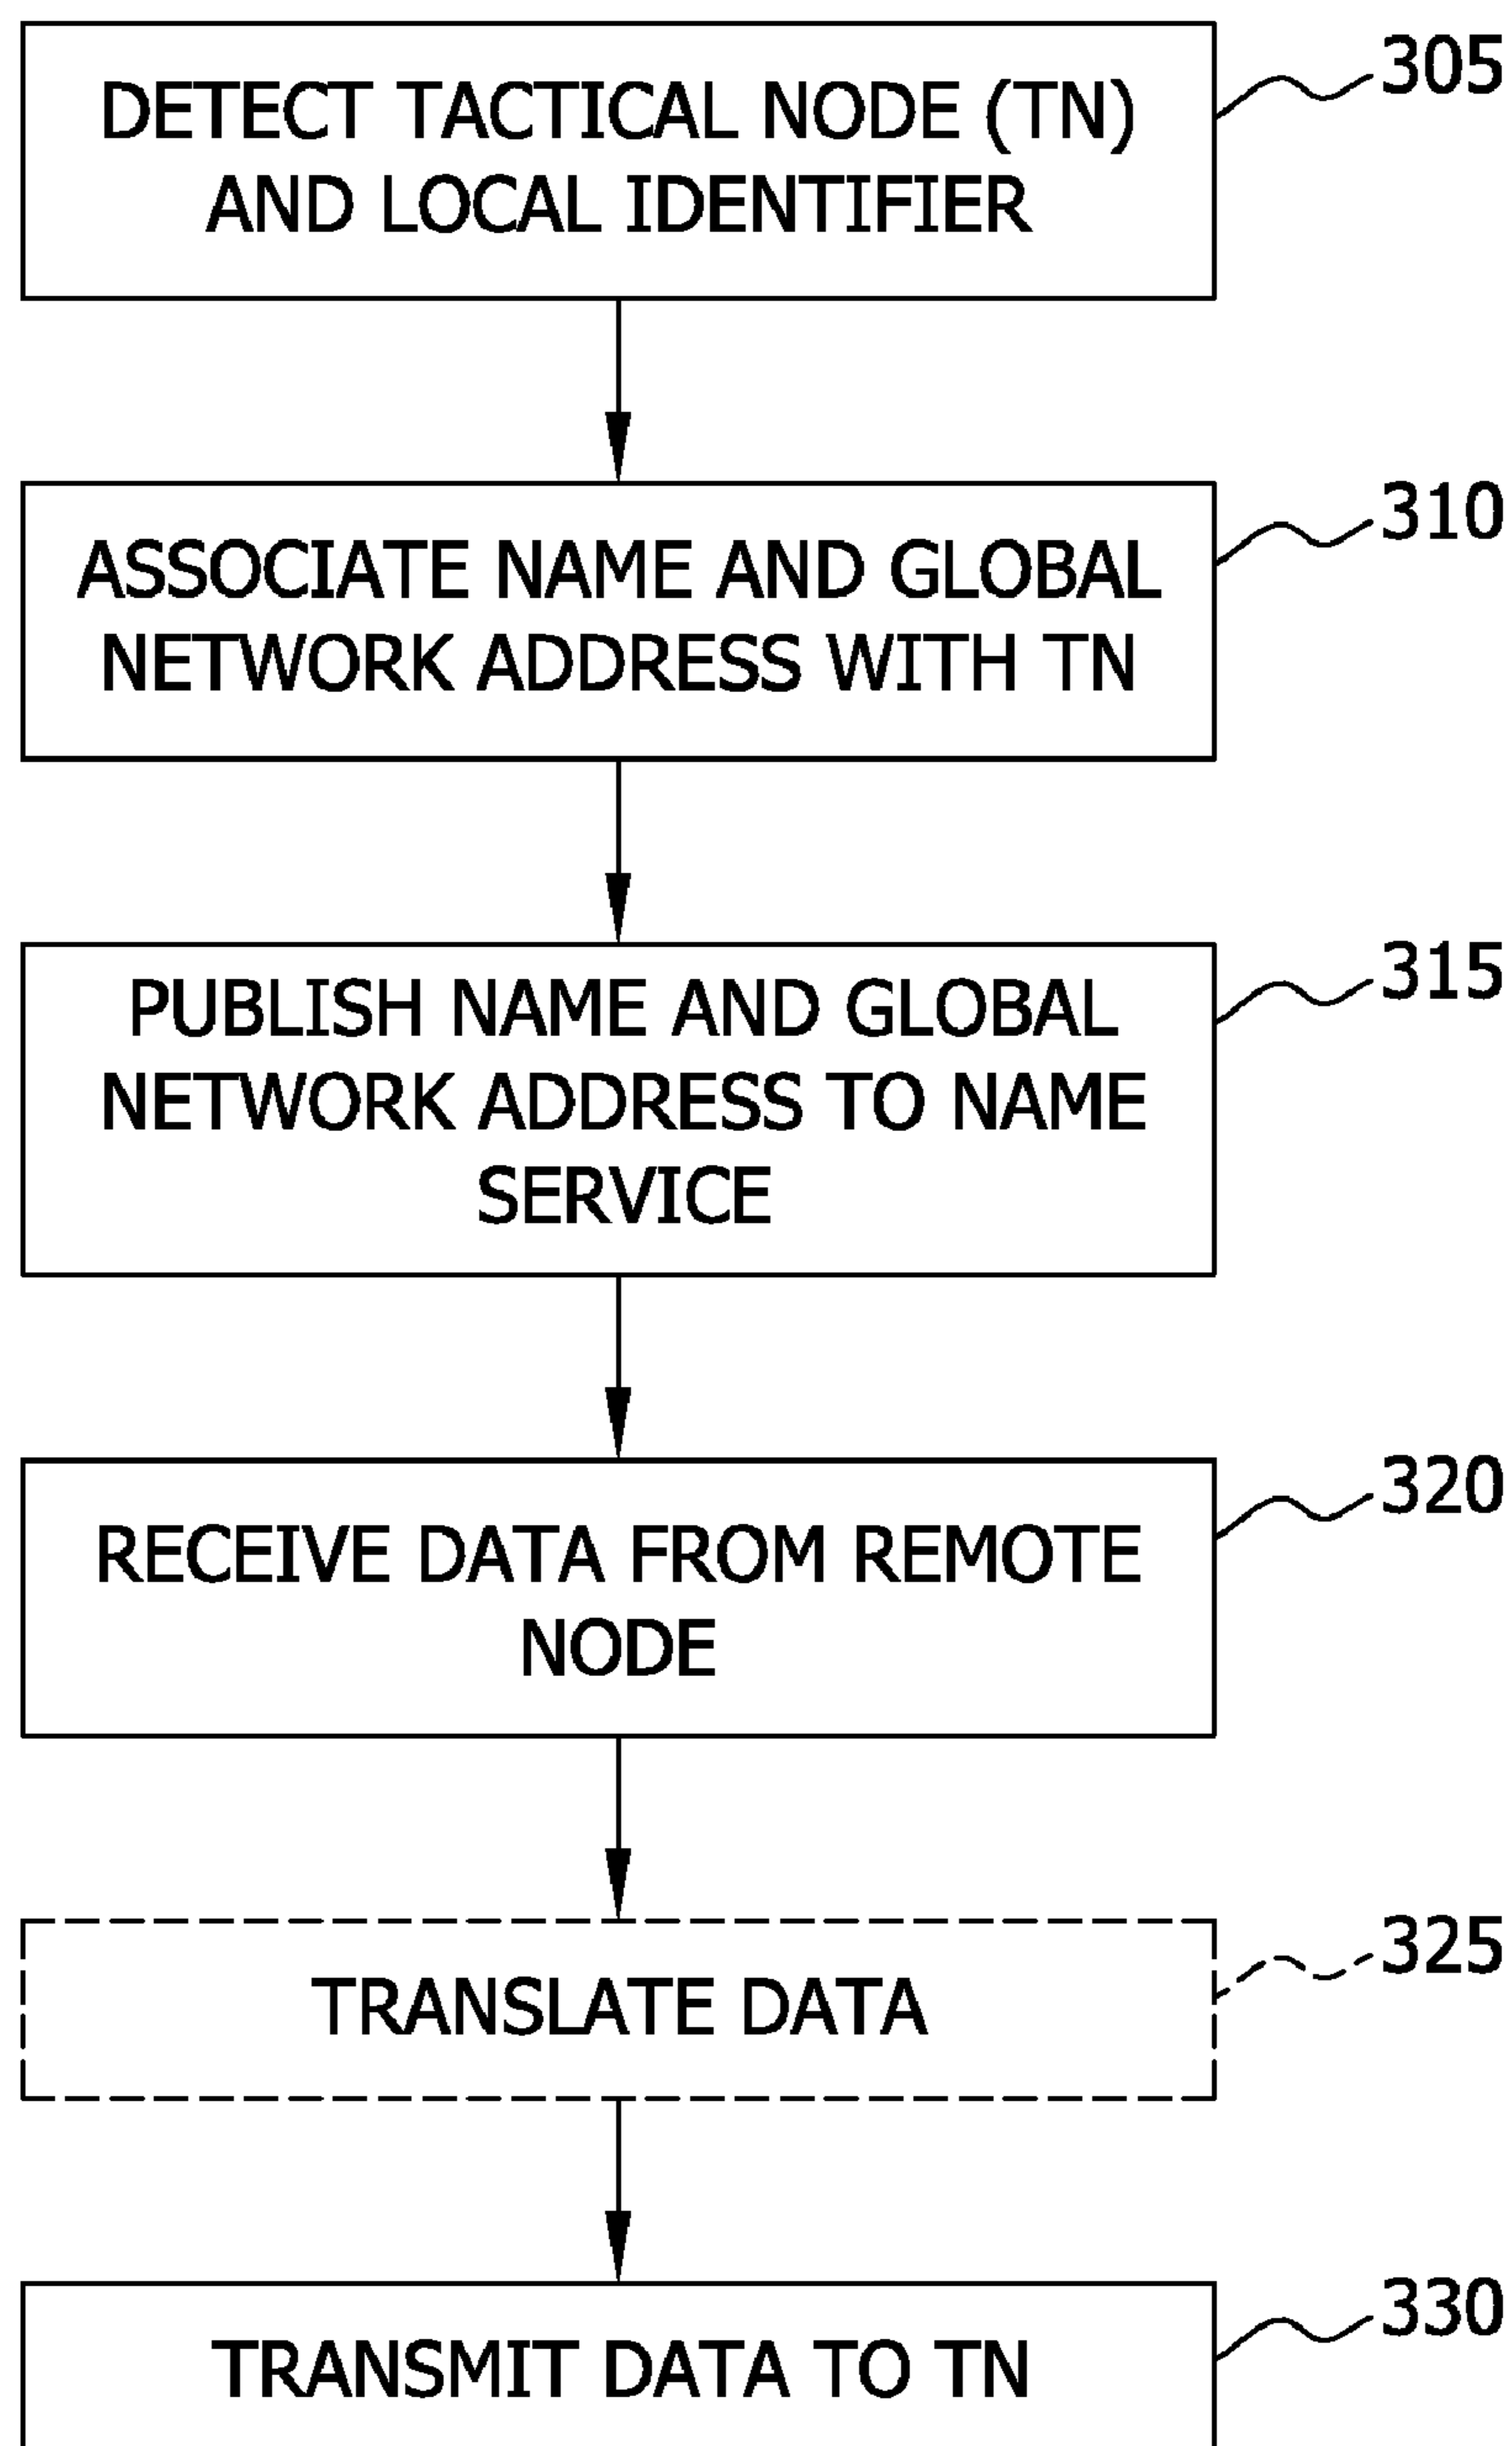 DETECT TACTICAL NODE (TN)
AND LOCAL IDENTIFIER
305
ASSOCIATE NAME AND GLOBAL
NETWORK ADDRESS WITH TN
310
PUBLISH NAME AND GLOBAL
NETWORK ADDRESS TO NAME
SERVICE
315
RECEIVE DATA FROM REMOTE
NODE
320
TRANSLATE DATA
325
TRANSMIT DATA TO TN
330